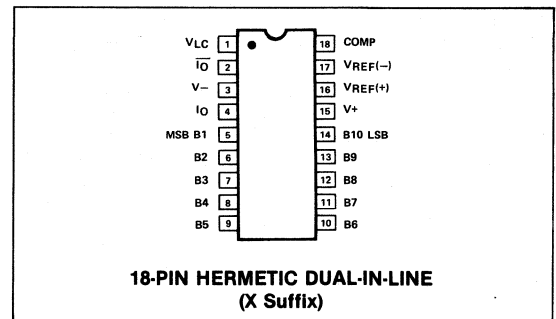 VLC 1 18 COMP
I̅O̅ 2 17 VREF(−)
V− 3 16 VREF(+)
IO 4 15 V+
MSB B1 5 14 B10 LSB
B2 6 13 B9
B3 7 12 B8
B4 8 11 B7
B5 9 10 B6
18-PIN HERMETIC DUAL-IN-LINE
(X Suffix)